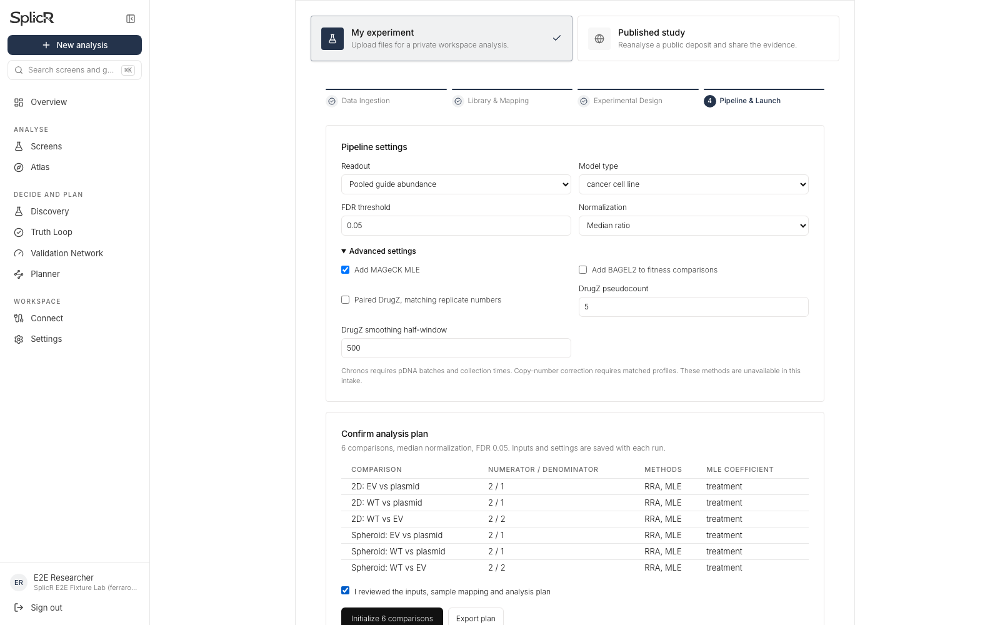 SplicR
New analysis
Search screens and g... ⌘K
Overview
ANALYSE
Screens
Atlas
DECIDE AND PLAN
Discovery
Truth Loop
Validation Network
Planner
WORKSPACE
Connect
Settings
ER
E2E Researcher
SplicR E2E Fixture Lab (ferraro...
Sign out
My experiment
Upload files for a private workspace analysis.
Published study
Reanalyse a public deposit and share the evidence.
Data Ingestion
Library & Mapping
Experimental Design
4 Pipeline & Launch
Pipeline settings
Readout
Pooled guide abundance
Model type
cancer cell line
FDR threshold
0.05
Normalization
Median ratio
Advanced settings
Add MAGeCK MLE
Add BAGEL2 to fitness comparisons
Paired DrugZ, matching replicate numbers
DrugZ pseudocount
5
DrugZ smoothing half-window
500
Chronos requires pDNA batches and collection times. Copy-number correction requires matched profiles. These methods are unavailable in this
intake.
Confirm analysis plan
6 comparisons, median normalization, FDR 0.05. Inputs and settings are saved with each run.
COMPARISON NUMERATOR / DENOMINATOR METHODS MLE COEFFICIENT
2D: EV vs plasmid 2 / 1 RRA, MLE treatment
2D: WT vs plasmid 2 / 1 RRA, MLE treatment
2D: WT vs EV 2 / 2 RRA, MLE treatment
Spheroid: EV vs plasmid 2 / 1 RRA, MLE treatment
Spheroid: WT vs plasmid 2 / 1 RRA, MLE treatment
Spheroid: WT vs EV 2 / 2 RRA, MLE treatment
I reviewed the inputs, sample mapping and analysis plan
Initialize 6 comparisons
Export plan